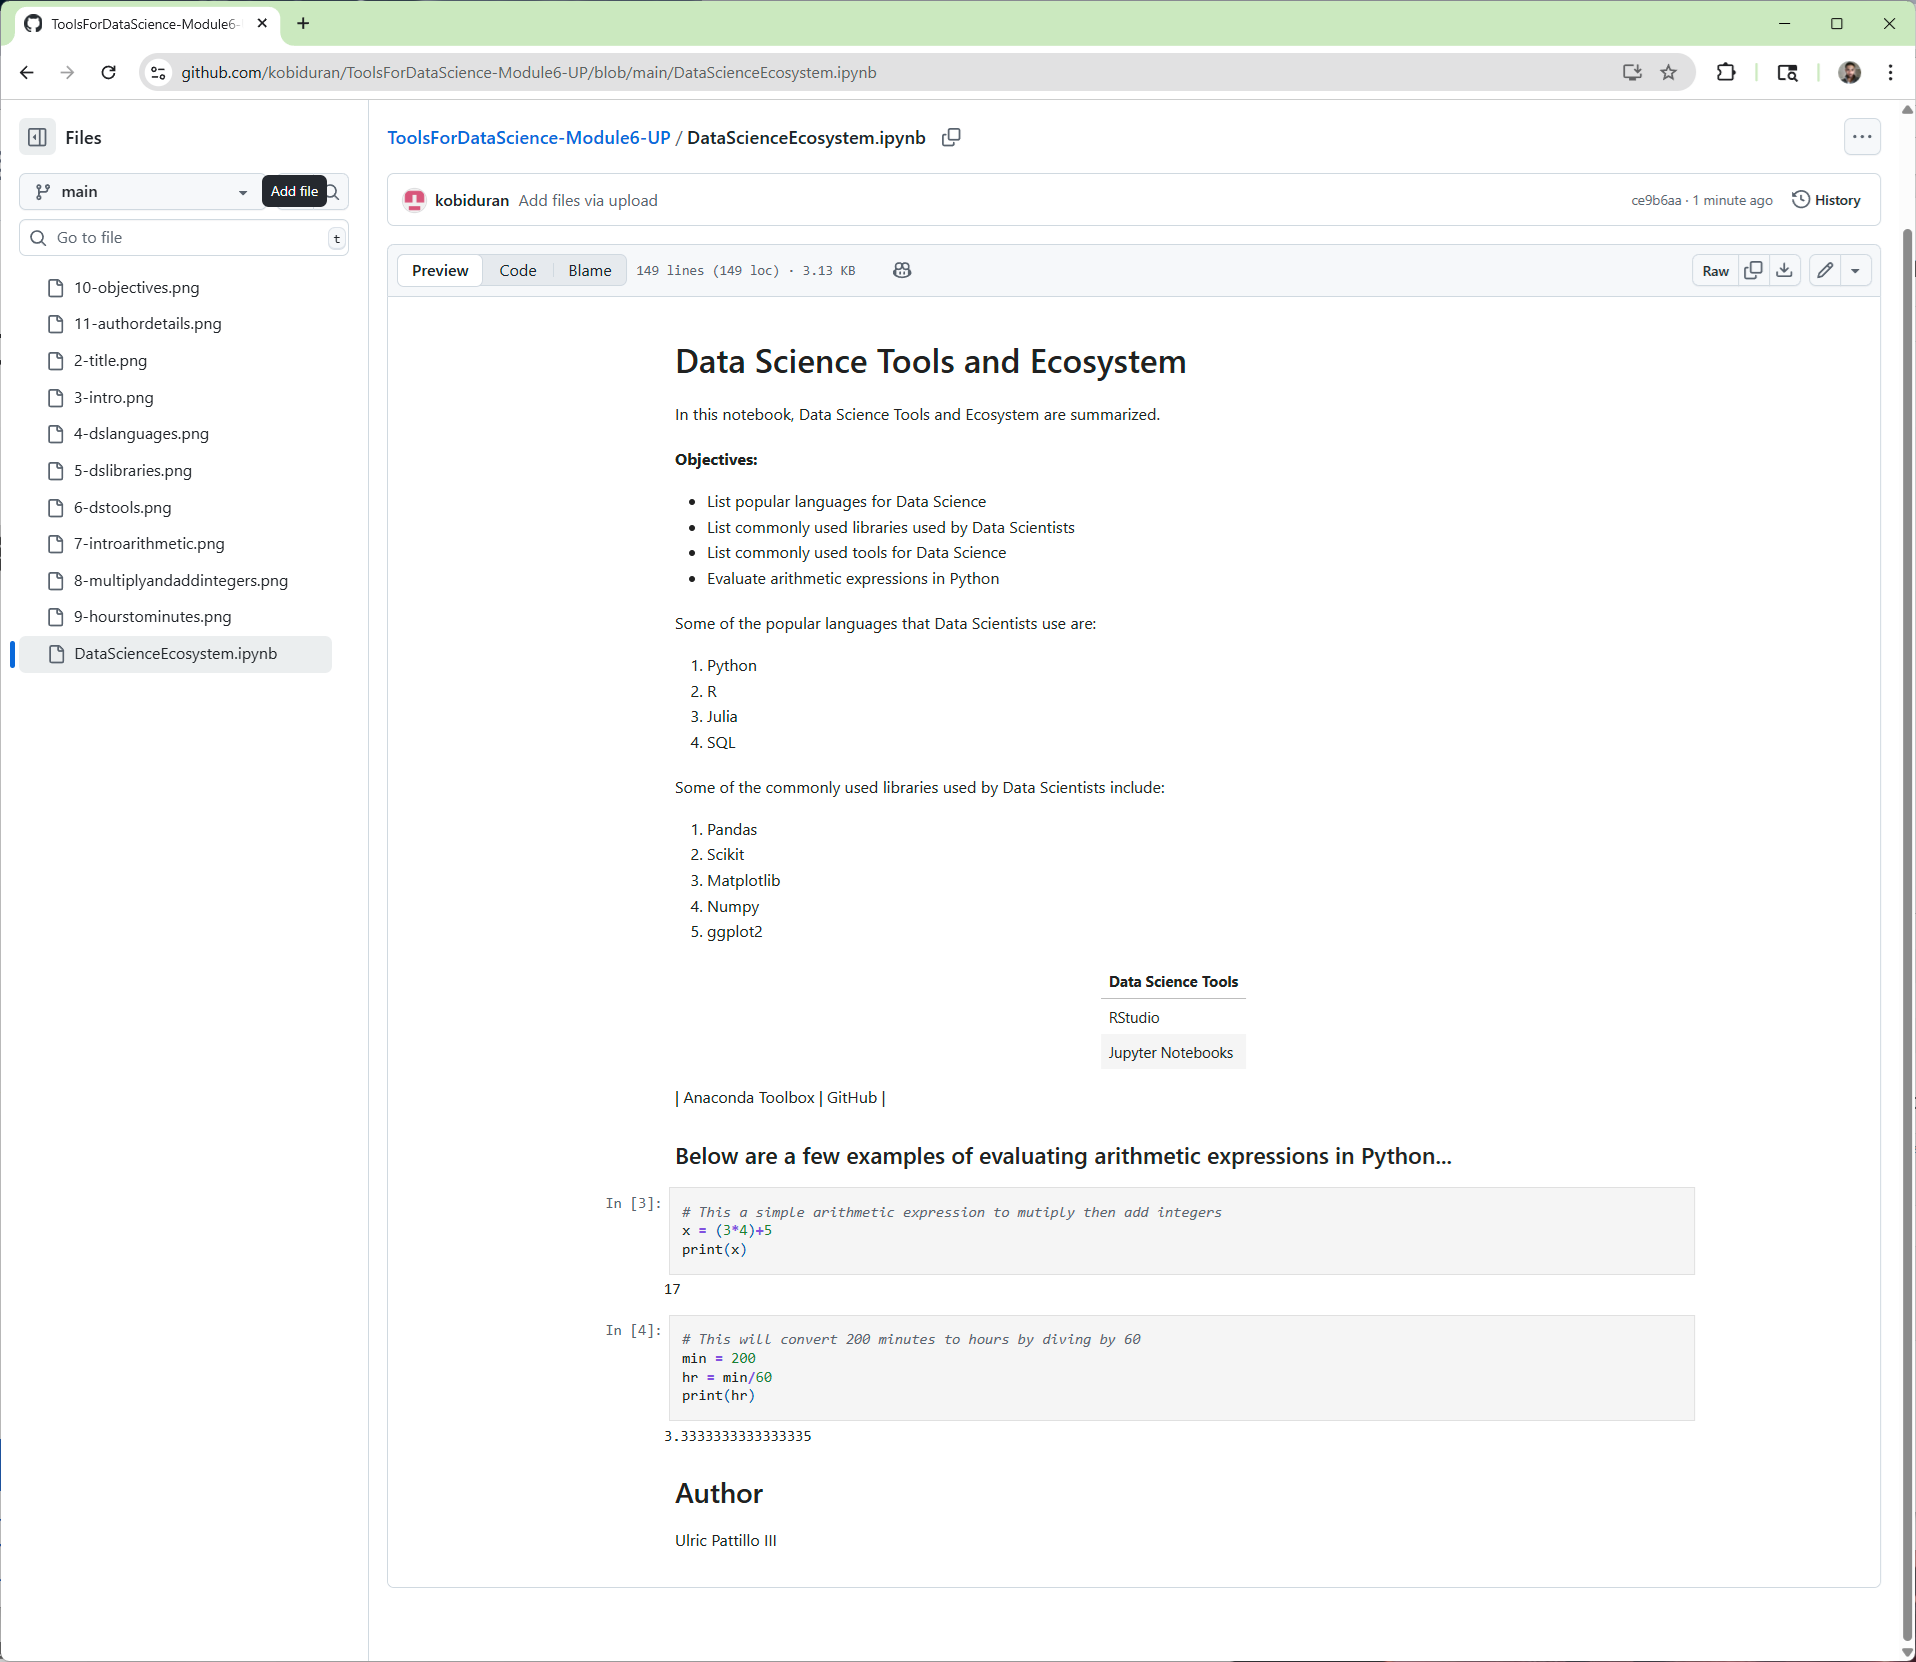 ToolsForDataScience-Module6-
github.com/kobiduran/ToolsForDataScience-Module6-UP/blob/main/DataScienceEcosystem.ipynb
Files
main
Add file
Go to file
t
10-objectives.png
11-authordetails.png
2-title.png
3-intro.png
4-dslanguages.png
5-dslibraries.png
6-dstools.png
7-introarithmetic.png
8-multiplyandaddintegers.png
9-hourstominutes.png
DataScienceEcosystem.ipynb
ToolsForDataScience-Module6-UP / DataScienceEcosystem.ipynb
kobiduran Add files via upload
ce9b6aa · 1 minute ago
History
Preview
Code
Blame
149 lines (149 loc) · 3.13 KB
Raw
Data Science Tools and Ecosystem
In this notebook, Data Science Tools and Ecosystem are summarized.
Objectives:
• List popular languages for Data Science
• List commonly used libraries used by Data Scientists
• List commonly used tools for Data Science
• Evaluate arithmetic expressions in Python
Some of the popular languages that Data Scientists use are:
1. Python
2. R
3. Julia
4. SQL
Some of the commonly used libraries used by Data Scientists include:
1. Pandas
2. Scikit
3. Matplotlib
4. Numpy
5. ggplot2
Data Science Tools
RStudio
Jupyter Notebooks
| Anaconda Toolbox | GitHub |
Below are a few examples of evaluating arithmetic expressions in Python...
In [3]:
# This a simple arithmetic expression to mutiply then add integers
x = (3*4)+5
print(x)
17
In [4]:
# This will convert 200 minutes to hours by diving by 60
min = 200
hr = min/60
print(hr)
3.3333333333333335
Author
Ulric Pattillo III